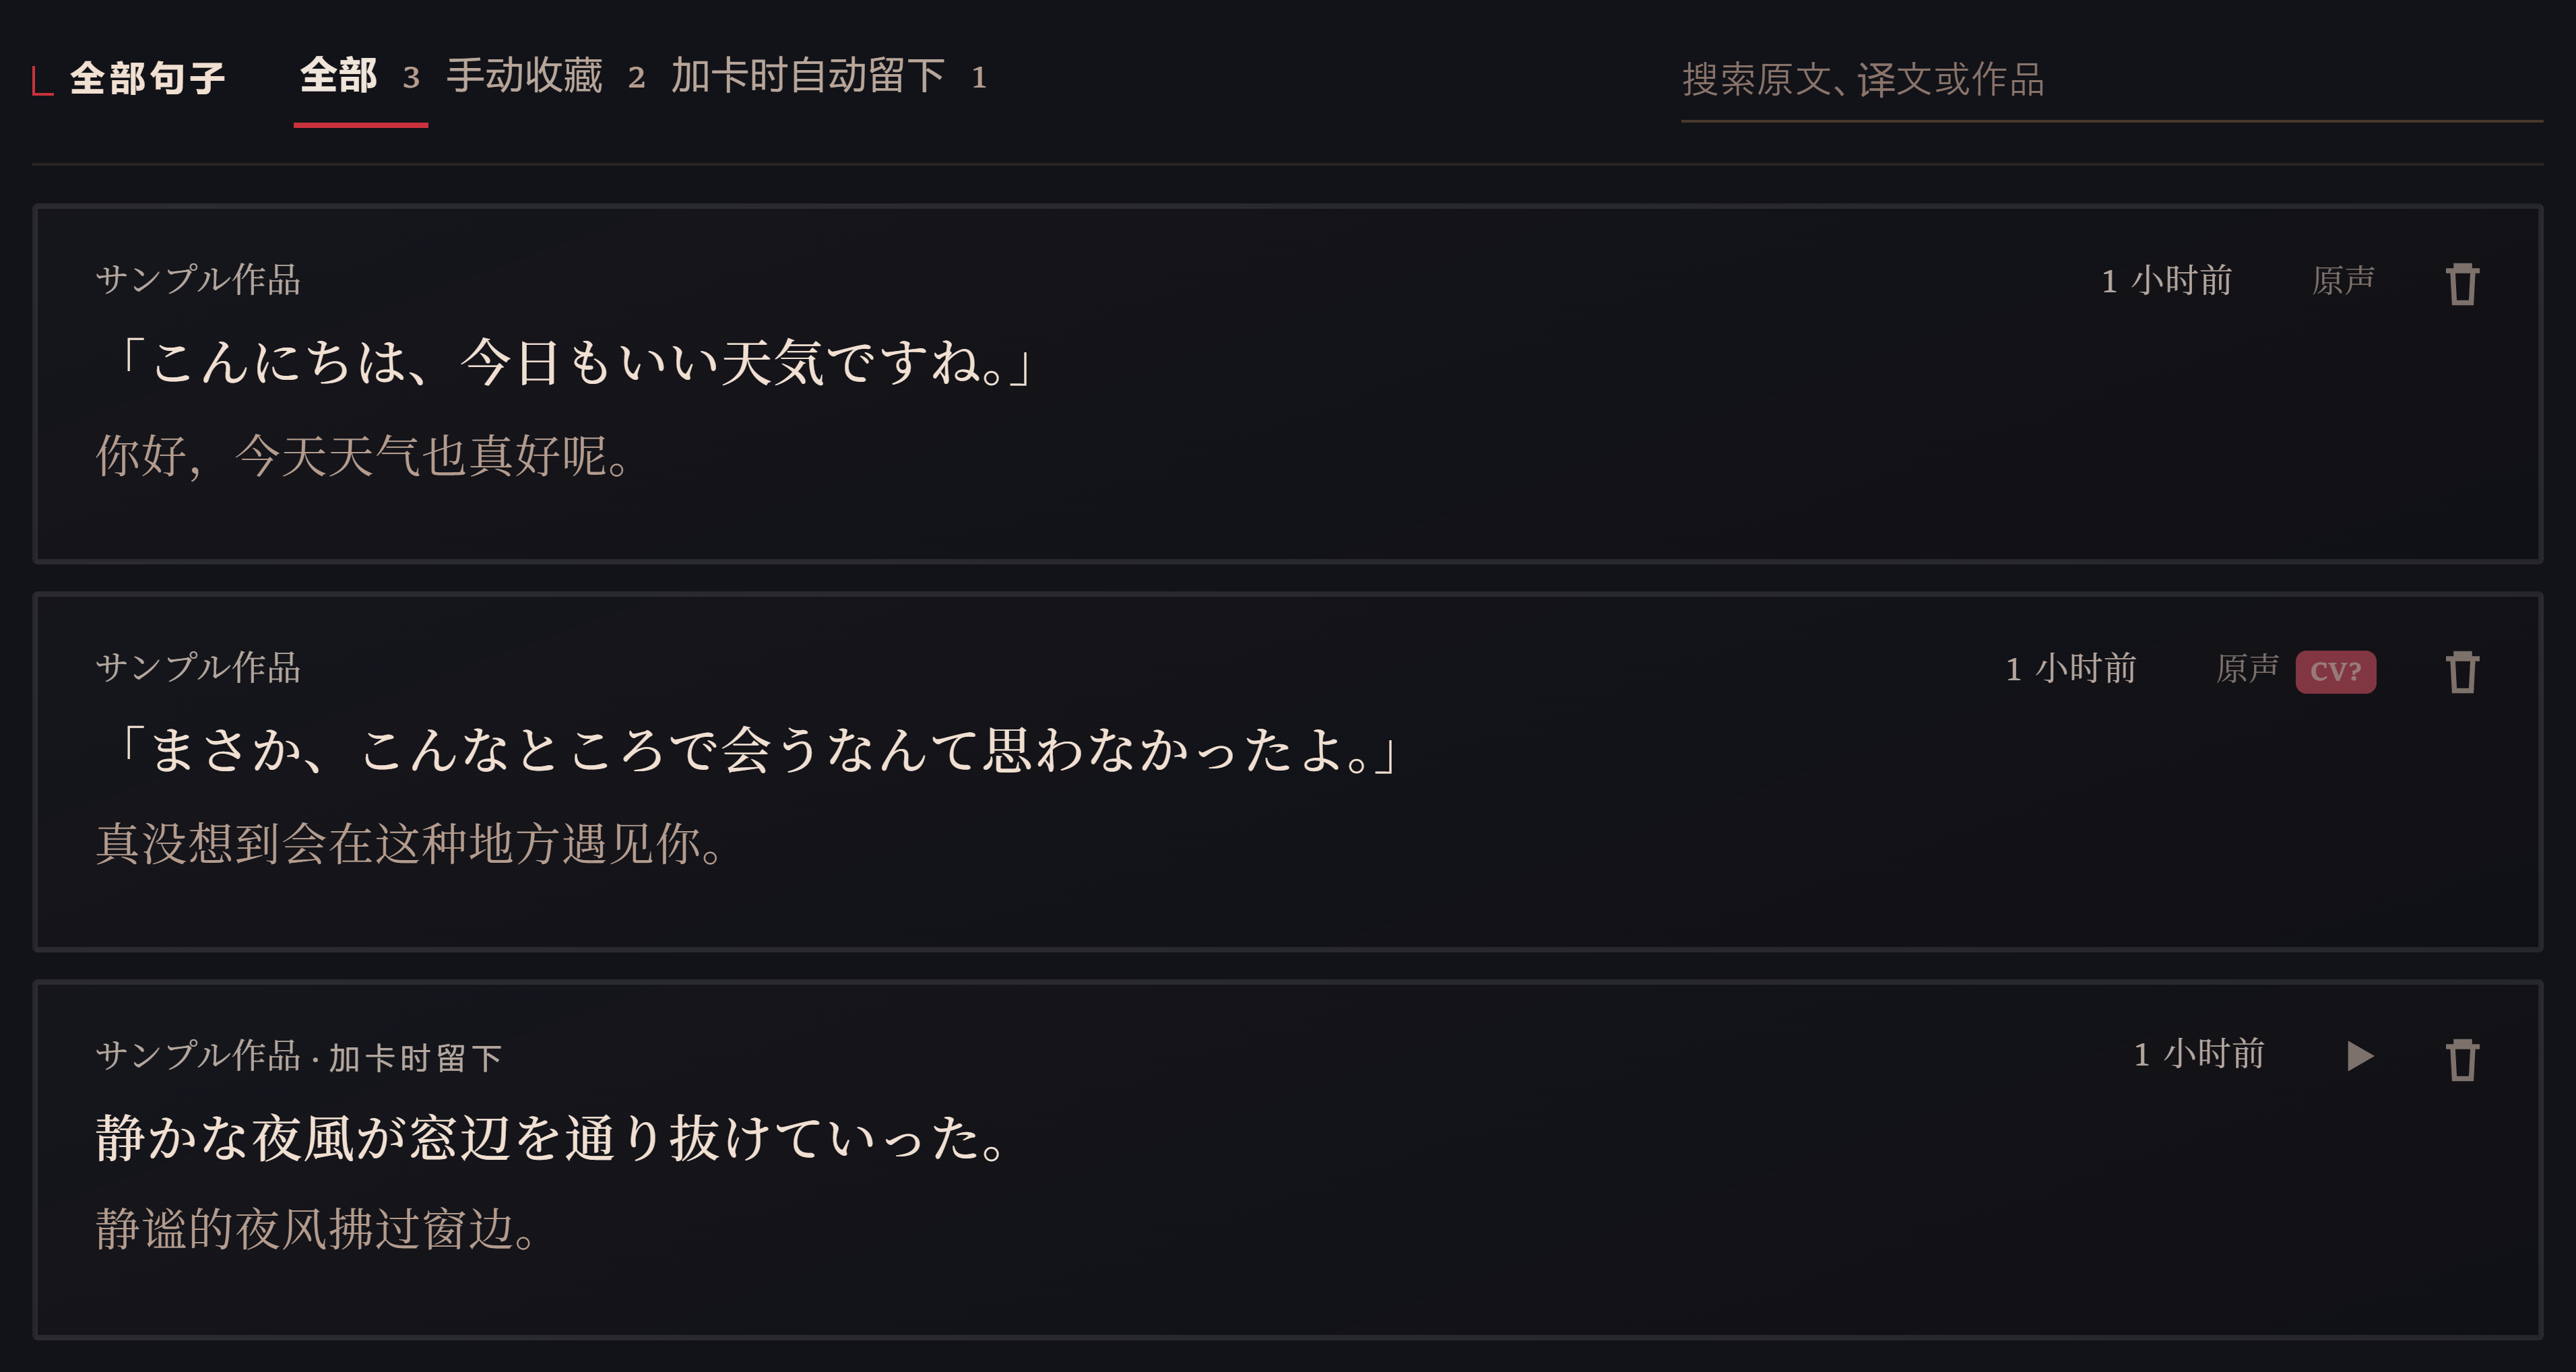 全部句子 全部 3 手动收藏 2 加卡时自动留下 1 搜索原文、译文或作品
サンプル作品 1 小时前 原声
「こんにちは、今日もいい天気ですね。」
你好，今天天气也真好呢。
サンプル作品 1 小时前 原声 CV?
「まさか、こんなところで会うなんて思わなかったよ。」
真没想到会在这种地方遇见你。
サンプル作品 · 加卡时留下 1 小时前
静かな夜風が窓辺を通り抜けていった。
静谧的夜风拂过窗边。